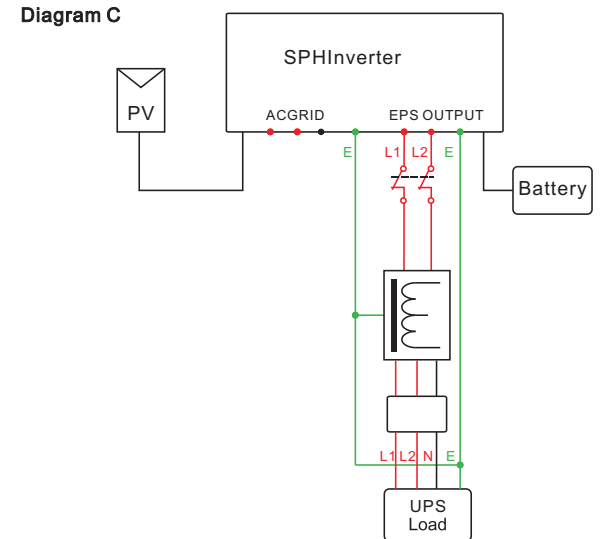 Diagram C
SPHInverter
PV
ACGRID
EPS OUTPUT
E
L1
L2
E
Battery
L1
L2
N
E
UPS
Load